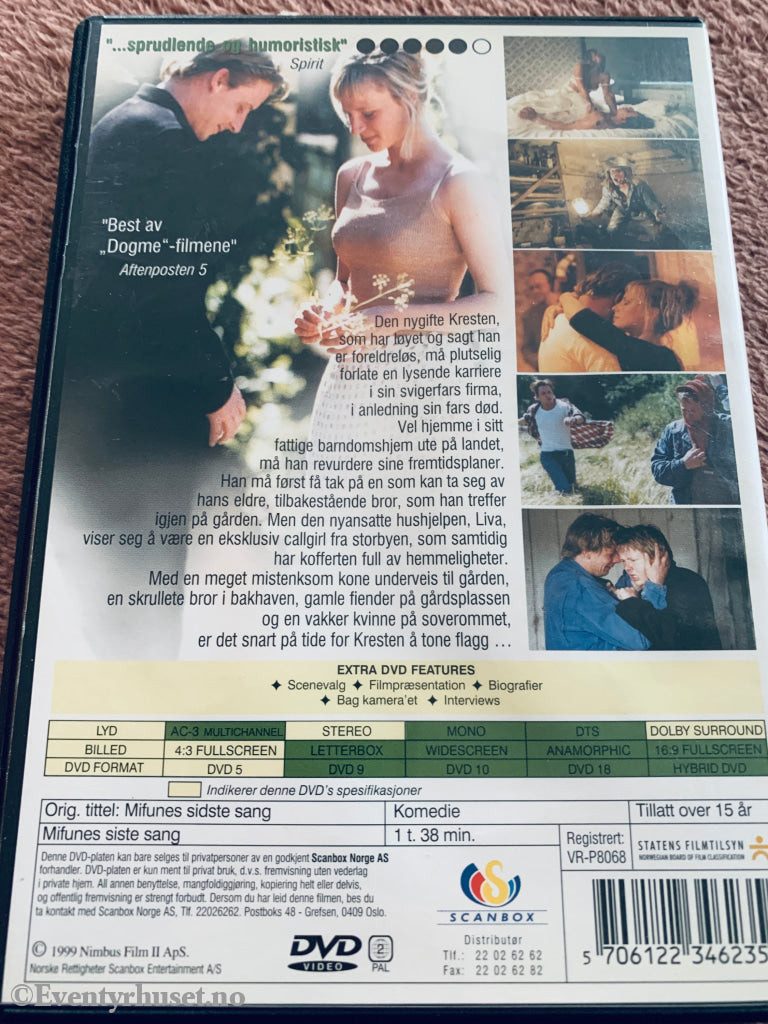 "...sprudlende og humoristisk"
Spirit
"Best av
„Dogme"-filmene"
Aftenposten 5
Den nygifte Kresten,
som har løyet og sagt han
er foreldreløs, må plutselig
forlate en lysende karriere
i sin svigerfars firma,
i anledning sin fars død.
Vel hjemme i sitt
fattige barndomshjem ute på landet,
må han revurdere sine fremtidsplaner.
Han må først få tak på en som kan ta seg av
hans eldre, tilbakestående bror, som han treffer
igjen på gården. Men den nyansatte hushjelpen, Liva,
viser seg å være en eksklusiv callgirl fra storbyen, som samtidig
har kofferten full av hemmeligheter.
Med en meget mistenksom kone underveis til gården,
en skrullete bror i bakhaven, gamle fiender på gårdsplassen
og en vakker kvinne på soverommet,
er det snart på tide for Kresten å tone flagg ...
EXTRA DVD FEATURES
✦ Scenevalg ✦ Filmpræsentation ✦ Biografier
✦ Bag kamera'et ✦ Interviews
LYD AC-3 MULTICHANNEL STEREO MONO DTS DOLBY SURROUND
BILLED 4:3 FULLSCREEN LETTERBOX WIDESCREEN ANAMORPHIC 16:9 FULLSCREEN
DVD FORMAT DVD 5 DVD 9 DVD 10 DVD 18 HYBRID DVD
Indikerer denne DVD's spesifikasjoner
Orig. tittel: Mifunes sidste sang Komedie Tillatt over 15 år
Mifunes siste sang 1 t. 38 min.
Registrert:
VR-P8068
STATENS FILMTILSYN
NORWEGIAN BOARD OF FILM CLASSIFICATION
Denne DVD-platen kan bare selges til privatpersoner av en godkjent Scanbox Norge AS
forhandler. DVD-platen er kun ment til privat bruk, d.v.s. fremvisning uten vederlag
i private hjem. All annen benyttelse, mangfoldiggjøring, kopiering helt eller delvis,
og offentlig fremvisning er strengt forbudt. Dersom du har leid denne filmen, bes du
ta kontakt med Scanbox Norge AS, Tlf. 22026262. Postboks 48 - Grefsen, 0409 Oslo.
© 1999 Nimbus Film II ApS.
Norske Rettigheter Scanbox Entertainment A/S
DVD
VIDEO
2
PAL
S
SCANBOX
Distributør
Tlf.: 22 02 62 62
Fax: 22 02 62 82
5 706122 346235
©Eventyrhuset.no